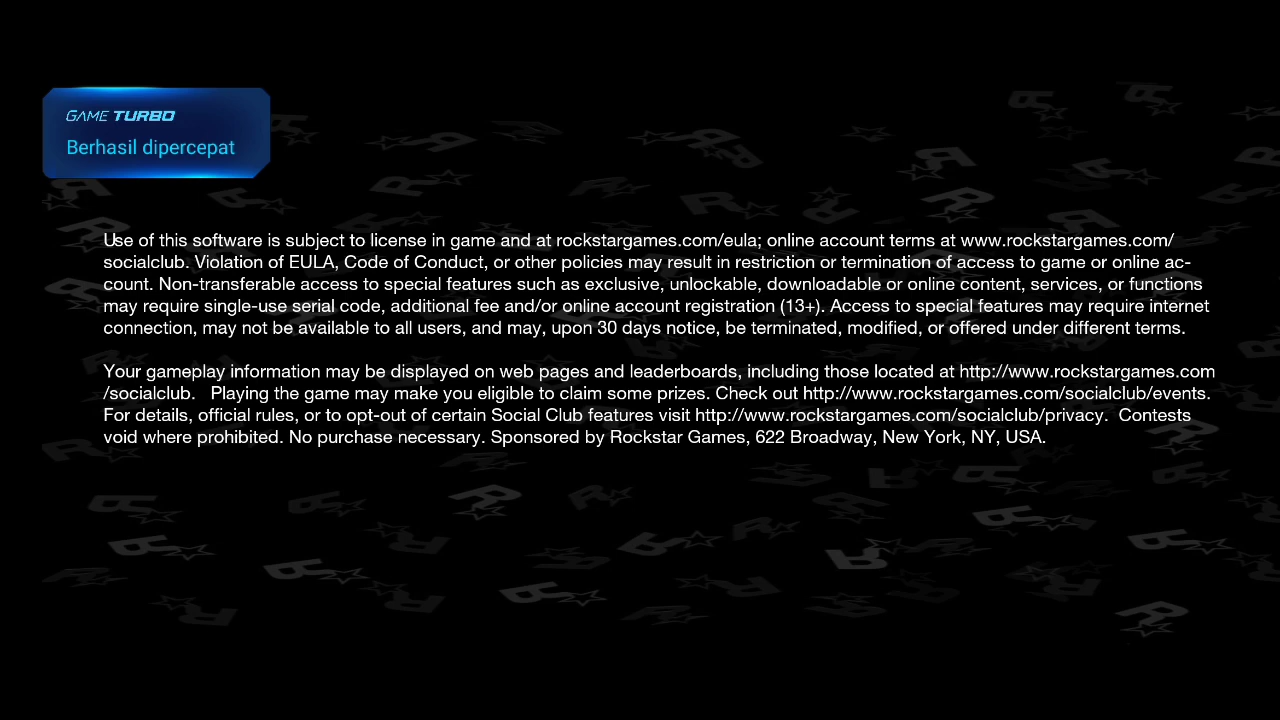 GAME TURBO
Berhasil dipercepat
Use of this software is subject to license in game and at rockstargames.com/eula; online account terms at www.rockstargames.com/
socialclub. Violation of EULA, Code of Conduct, or other policies may result in restriction or termination of access to game or online ac-
count. Non-transferable access to special features such as exclusive, unlockable, downloadable or online content, services, or functions
may require single-use serial code, additional fee and/or online account registration (13+). Access to special features may require internet
connection, may not be available to all users, and may, upon 30 days notice, be terminated, modified, or offered under different terms.
Your gameplay information may be displayed on web pages and leaderboards, including those located at http://www.rockstargames.com
/socialclub.   Playing the game may make you eligible to claim some prizes. Check out http://www.rockstargames.com/socialclub/events.
For details, official rules, or to opt-out of certain Social Club features visit http://www.rockstargames.com/socialclub/privacy.  Contests
void where prohibited. No purchase necessary. Sponsored by Rockstar Games, 622 Broadway, New York, NY, USA.